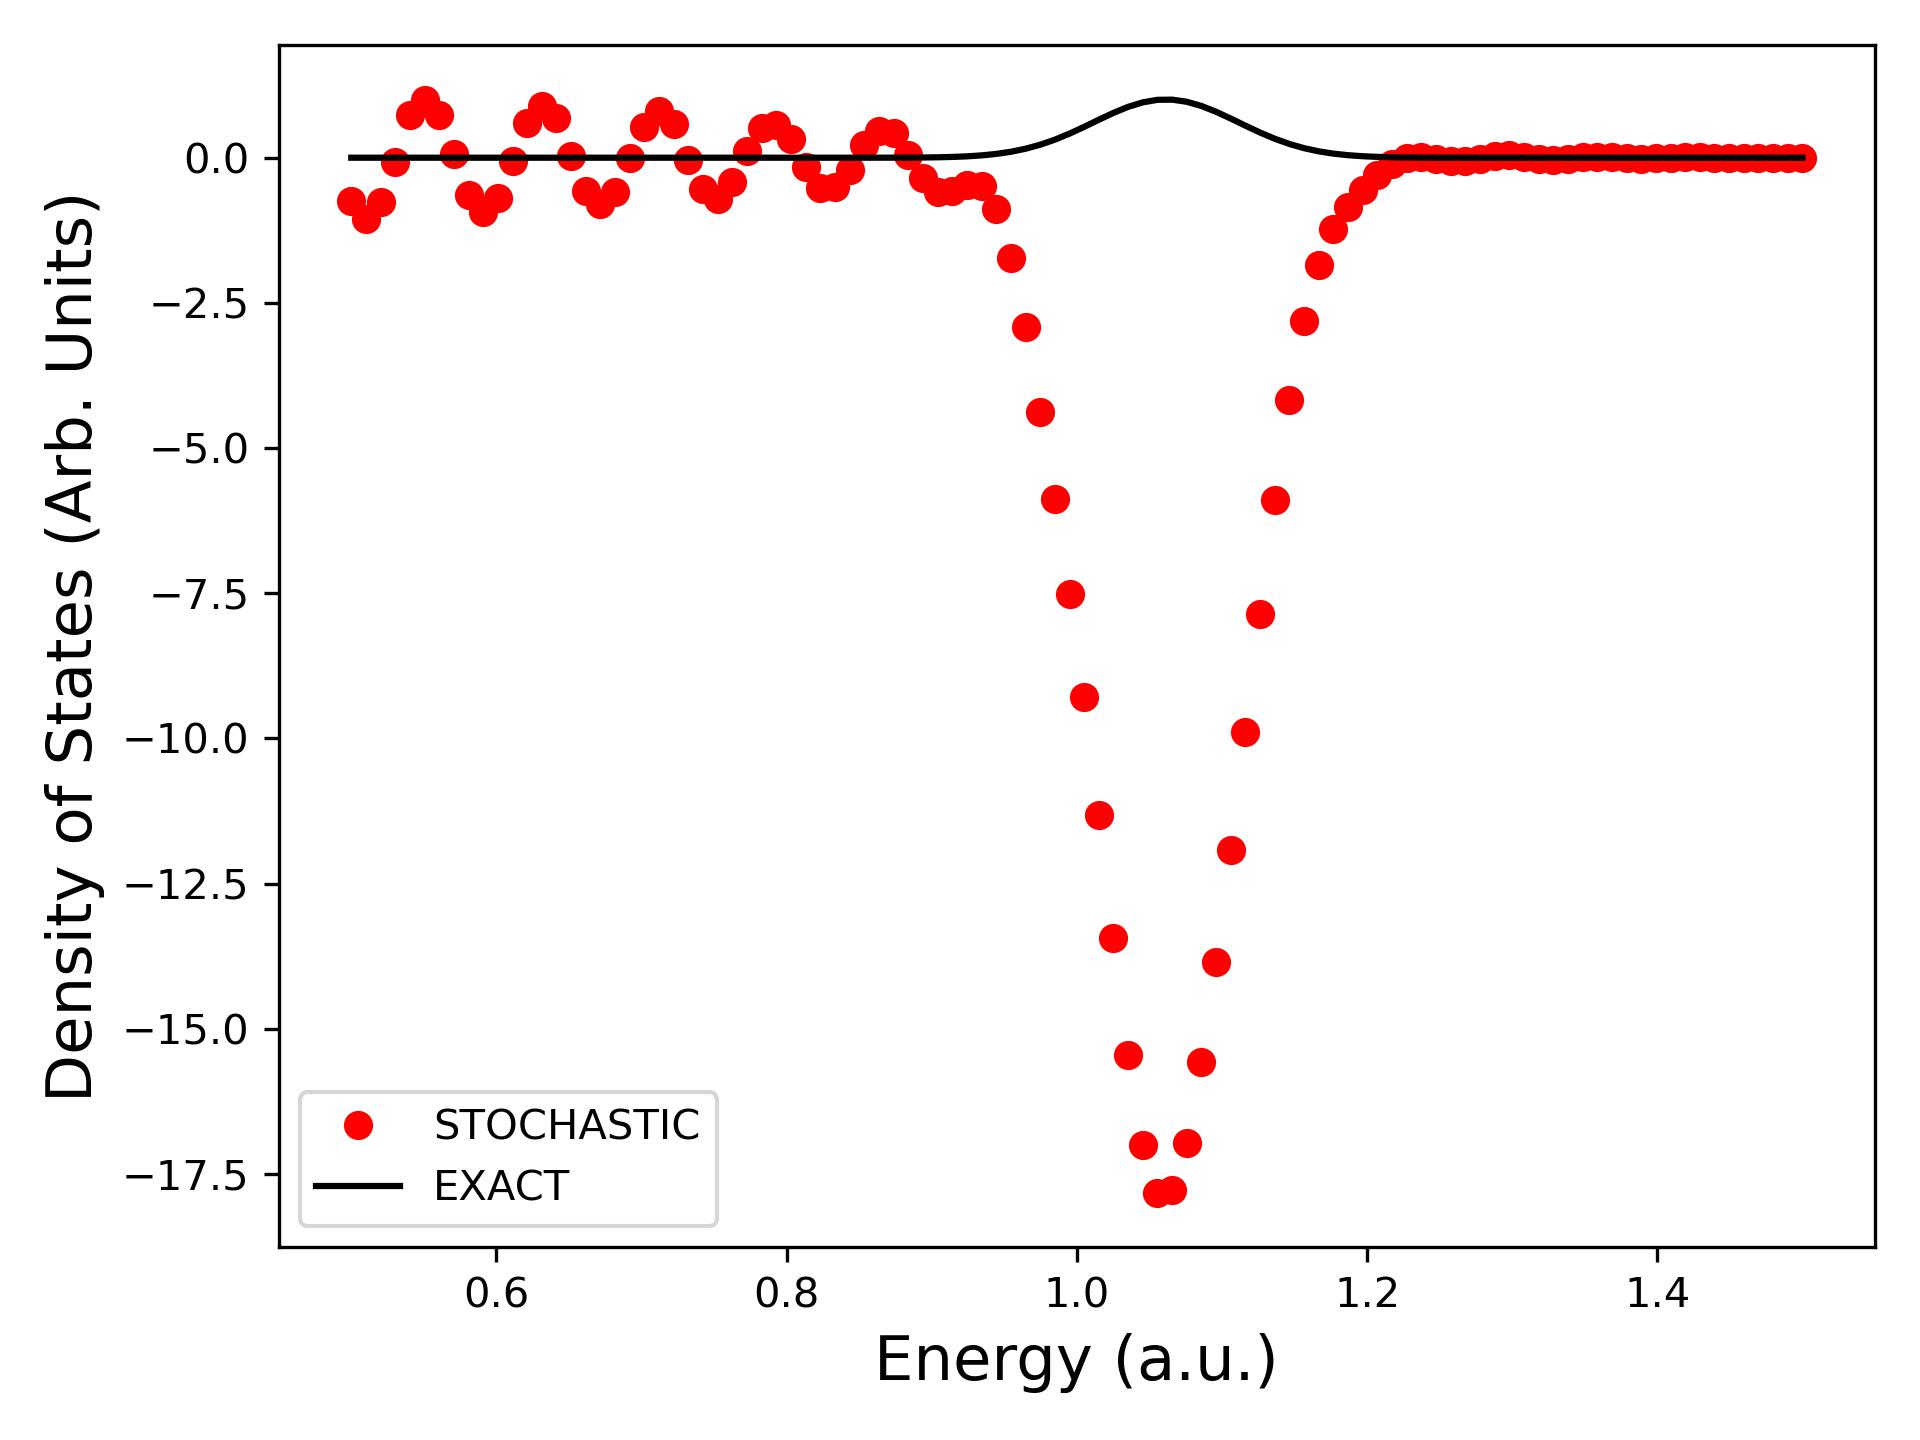 0.0
−2.5
−5.0
−7.5
−10.0
−12.5
−15.0
−17.5
Density of States (Arb. Units)
STOCHASTIC
EXACT
0.6 0.8 1.0 1.2 1.4
Energy (a.u.)